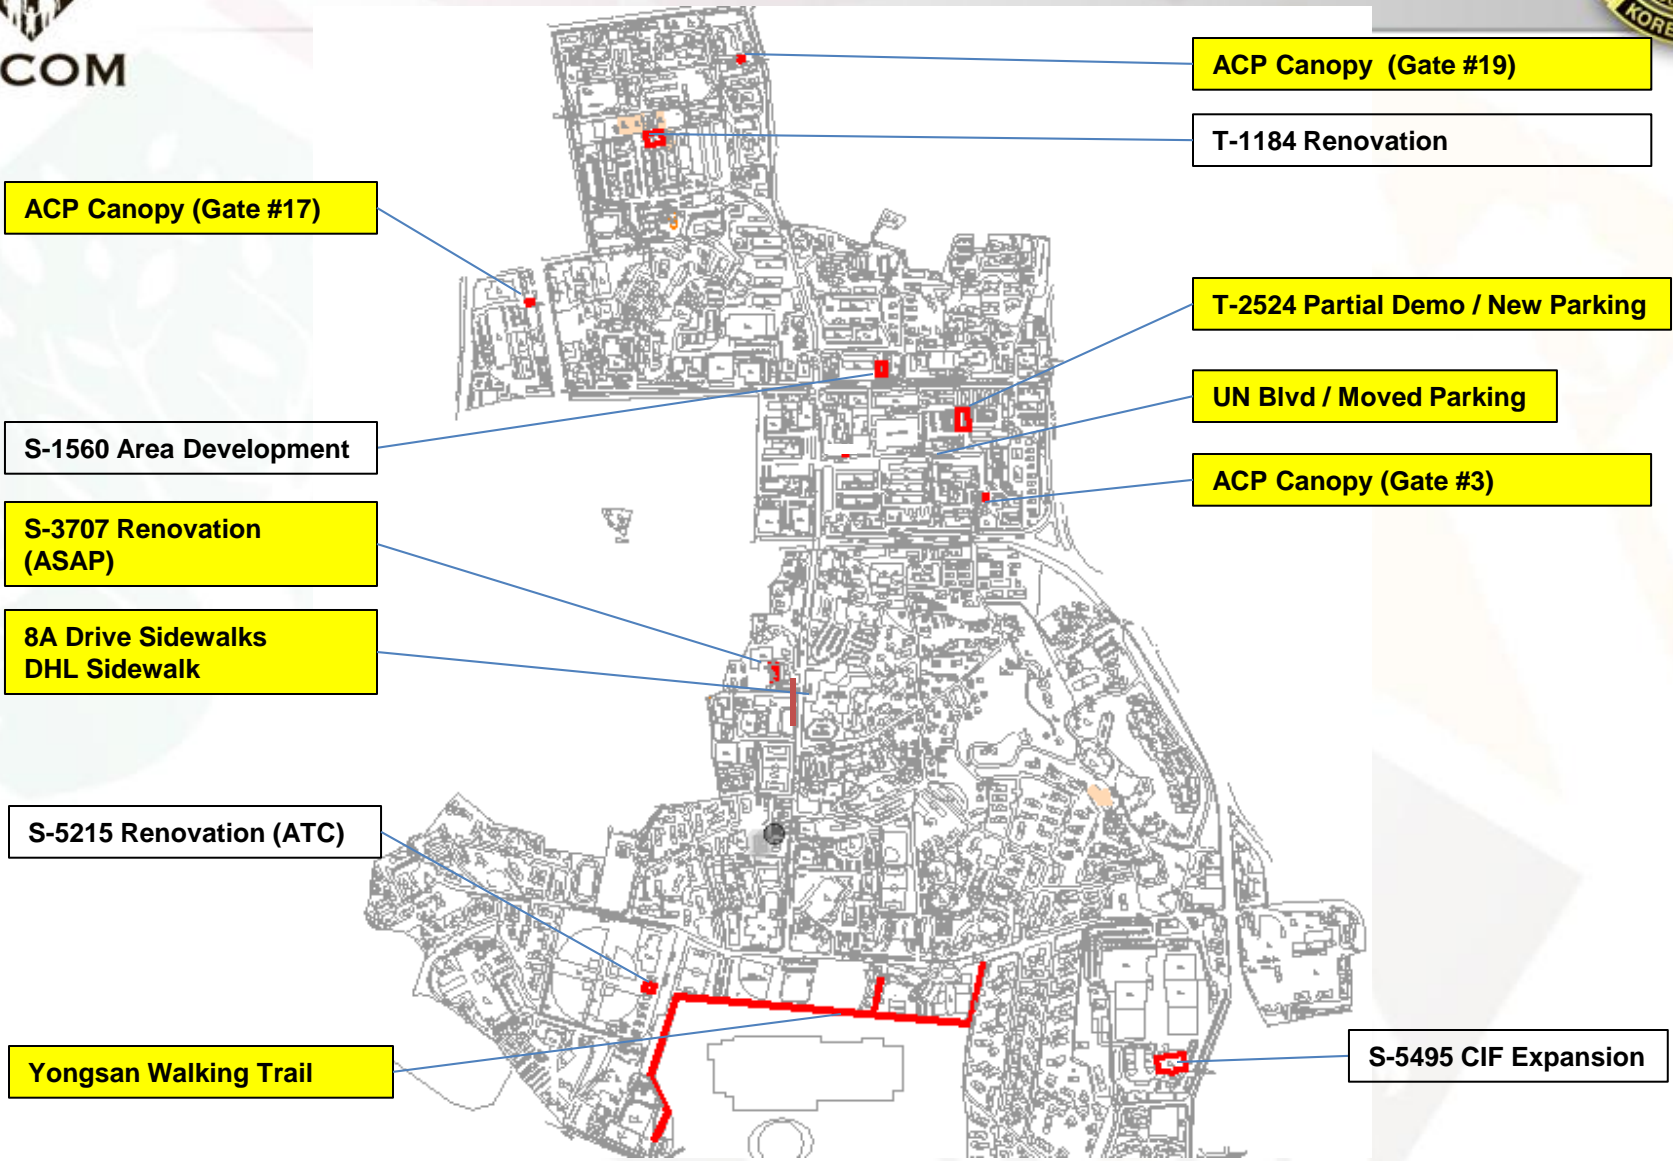 COM
KORE
ACP Canopy (Gate #19)
T-1184 Renovation
ACP Canopy (Gate #17)
T-2524 Partial Demo / New Parking
UN Blvd / Moved Parking
S-1560 Area Development
ACP Canopy (Gate #3)
S-3707 Renovation
(ASAP)
8A Drive Sidewalks
DHL Sidewalk
S-5215 Renovation (ATC)
Yongsan Walking Trail
S-5495 CIF Expansion